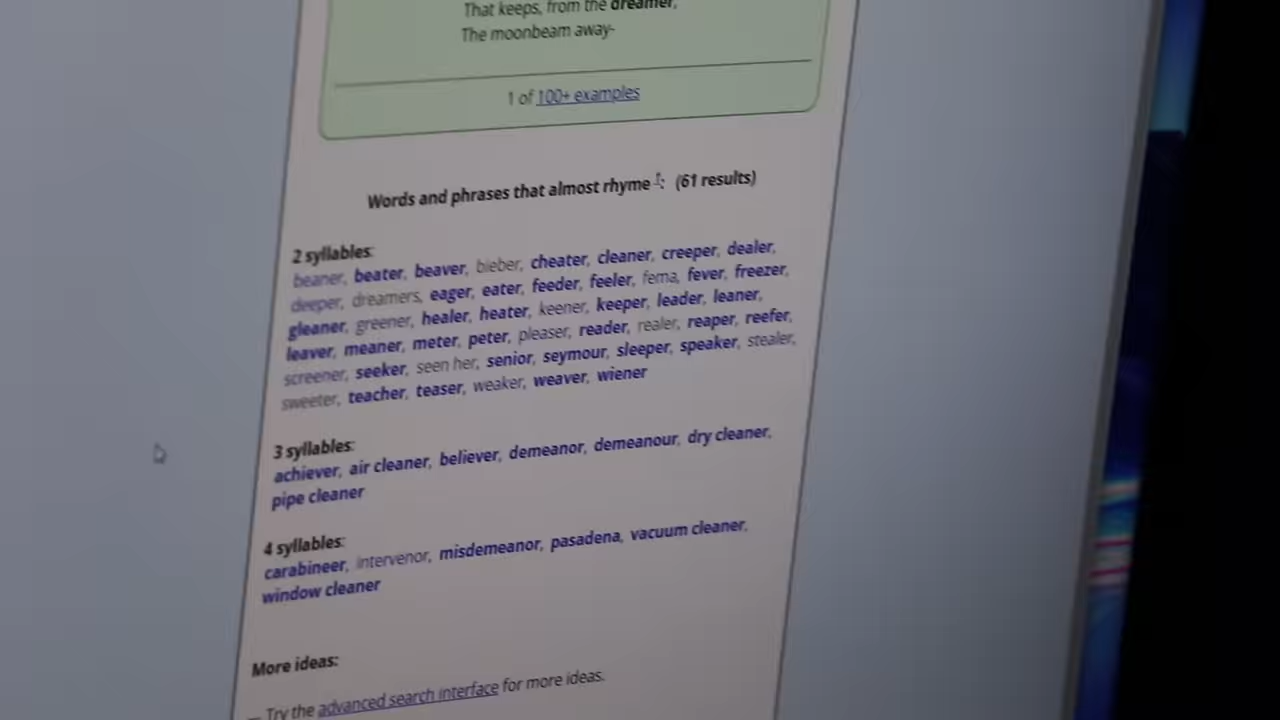 That keeps, from the dreamer,
The moonbeam away-
1 of 100+ examples
Words and phrases that almost rhyme †: (61 results)
2 syllables:
beaner, beater, beaver, bieber, cheater, cleaner, creeper, dealer,
deeper, dreamers, eager, eater, feeder, feeler, fema, fever, freezer,
gleaner, greener, healer, heater, keener, keeper, leader, leaner,
leaver, meaner, meter, peter, pleaser, reader, realer, reaper, reefer,
screener, seeker, seen her, senior, seymour, sleeper, speaker, stealer,
sweeter, teacher, teaser, weaker, weaver, wiener
3 syllables:
achiever, air cleaner, believer, demeanor, demeanour, dry cleaner,
pipe cleaner
4 syllables:
carabineer, intervenor, misdemeanor, pasadena, vacuum cleaner,
window cleaner
More ideas:
— Try the advanced search interface for more ideas.